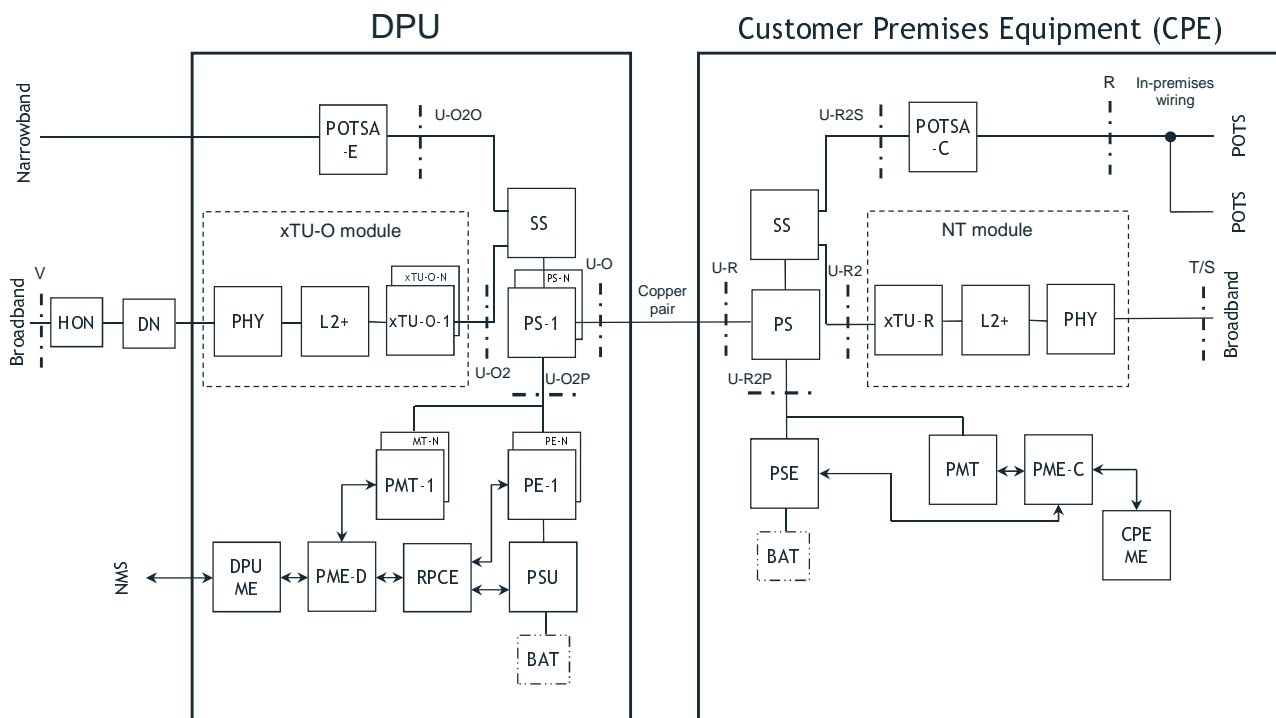 DPU
Customer Premises Equipment (CPE)
Narrowband
POTSA
-E
U-O2O
U-R2S
POTSA
-C
R
In-premises
wiring
POTS
POTS
SS
SS
xTU-O module
NT module
V
Broadband
HON
DN
PHY
L2+
xTU-O-N
xTU-O-1
PS-N
PS-1
U-O
U-O2
U-O2P
Copper
pair
U-R
PS
U-R2
U-R2P
xTU-R
L2+
PHY
T/S
Broadband
MT-N
PMT-1
PE-N
PE-1
PSE
PMT
PME-C
CPE
ME
BAT
NMS
DPU
ME
PME-D
RPCE
PSU
BAT